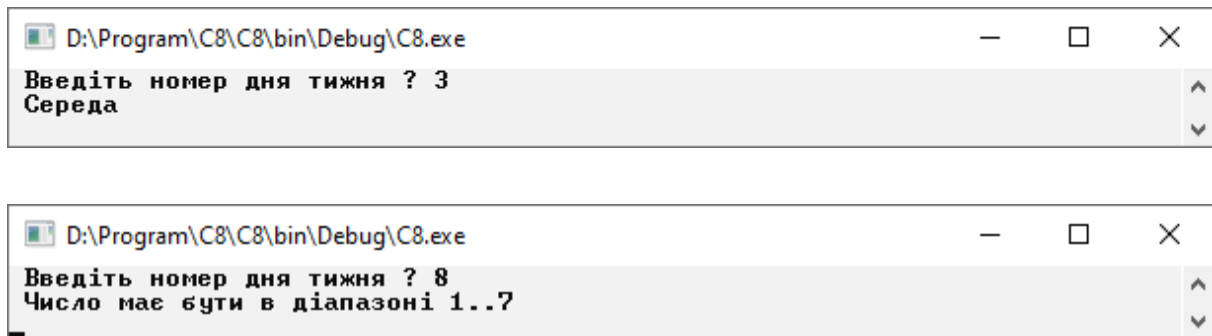 D:\Program\C8\C8\bin\Debug\C8.exe
Введіть номер дня тижня ? 3
Середа
D:\Program\C8\C8\bin\Debug\C8.exe
Введіть номер дня тижня ? 8
Число має бути в діапазоні 1..7